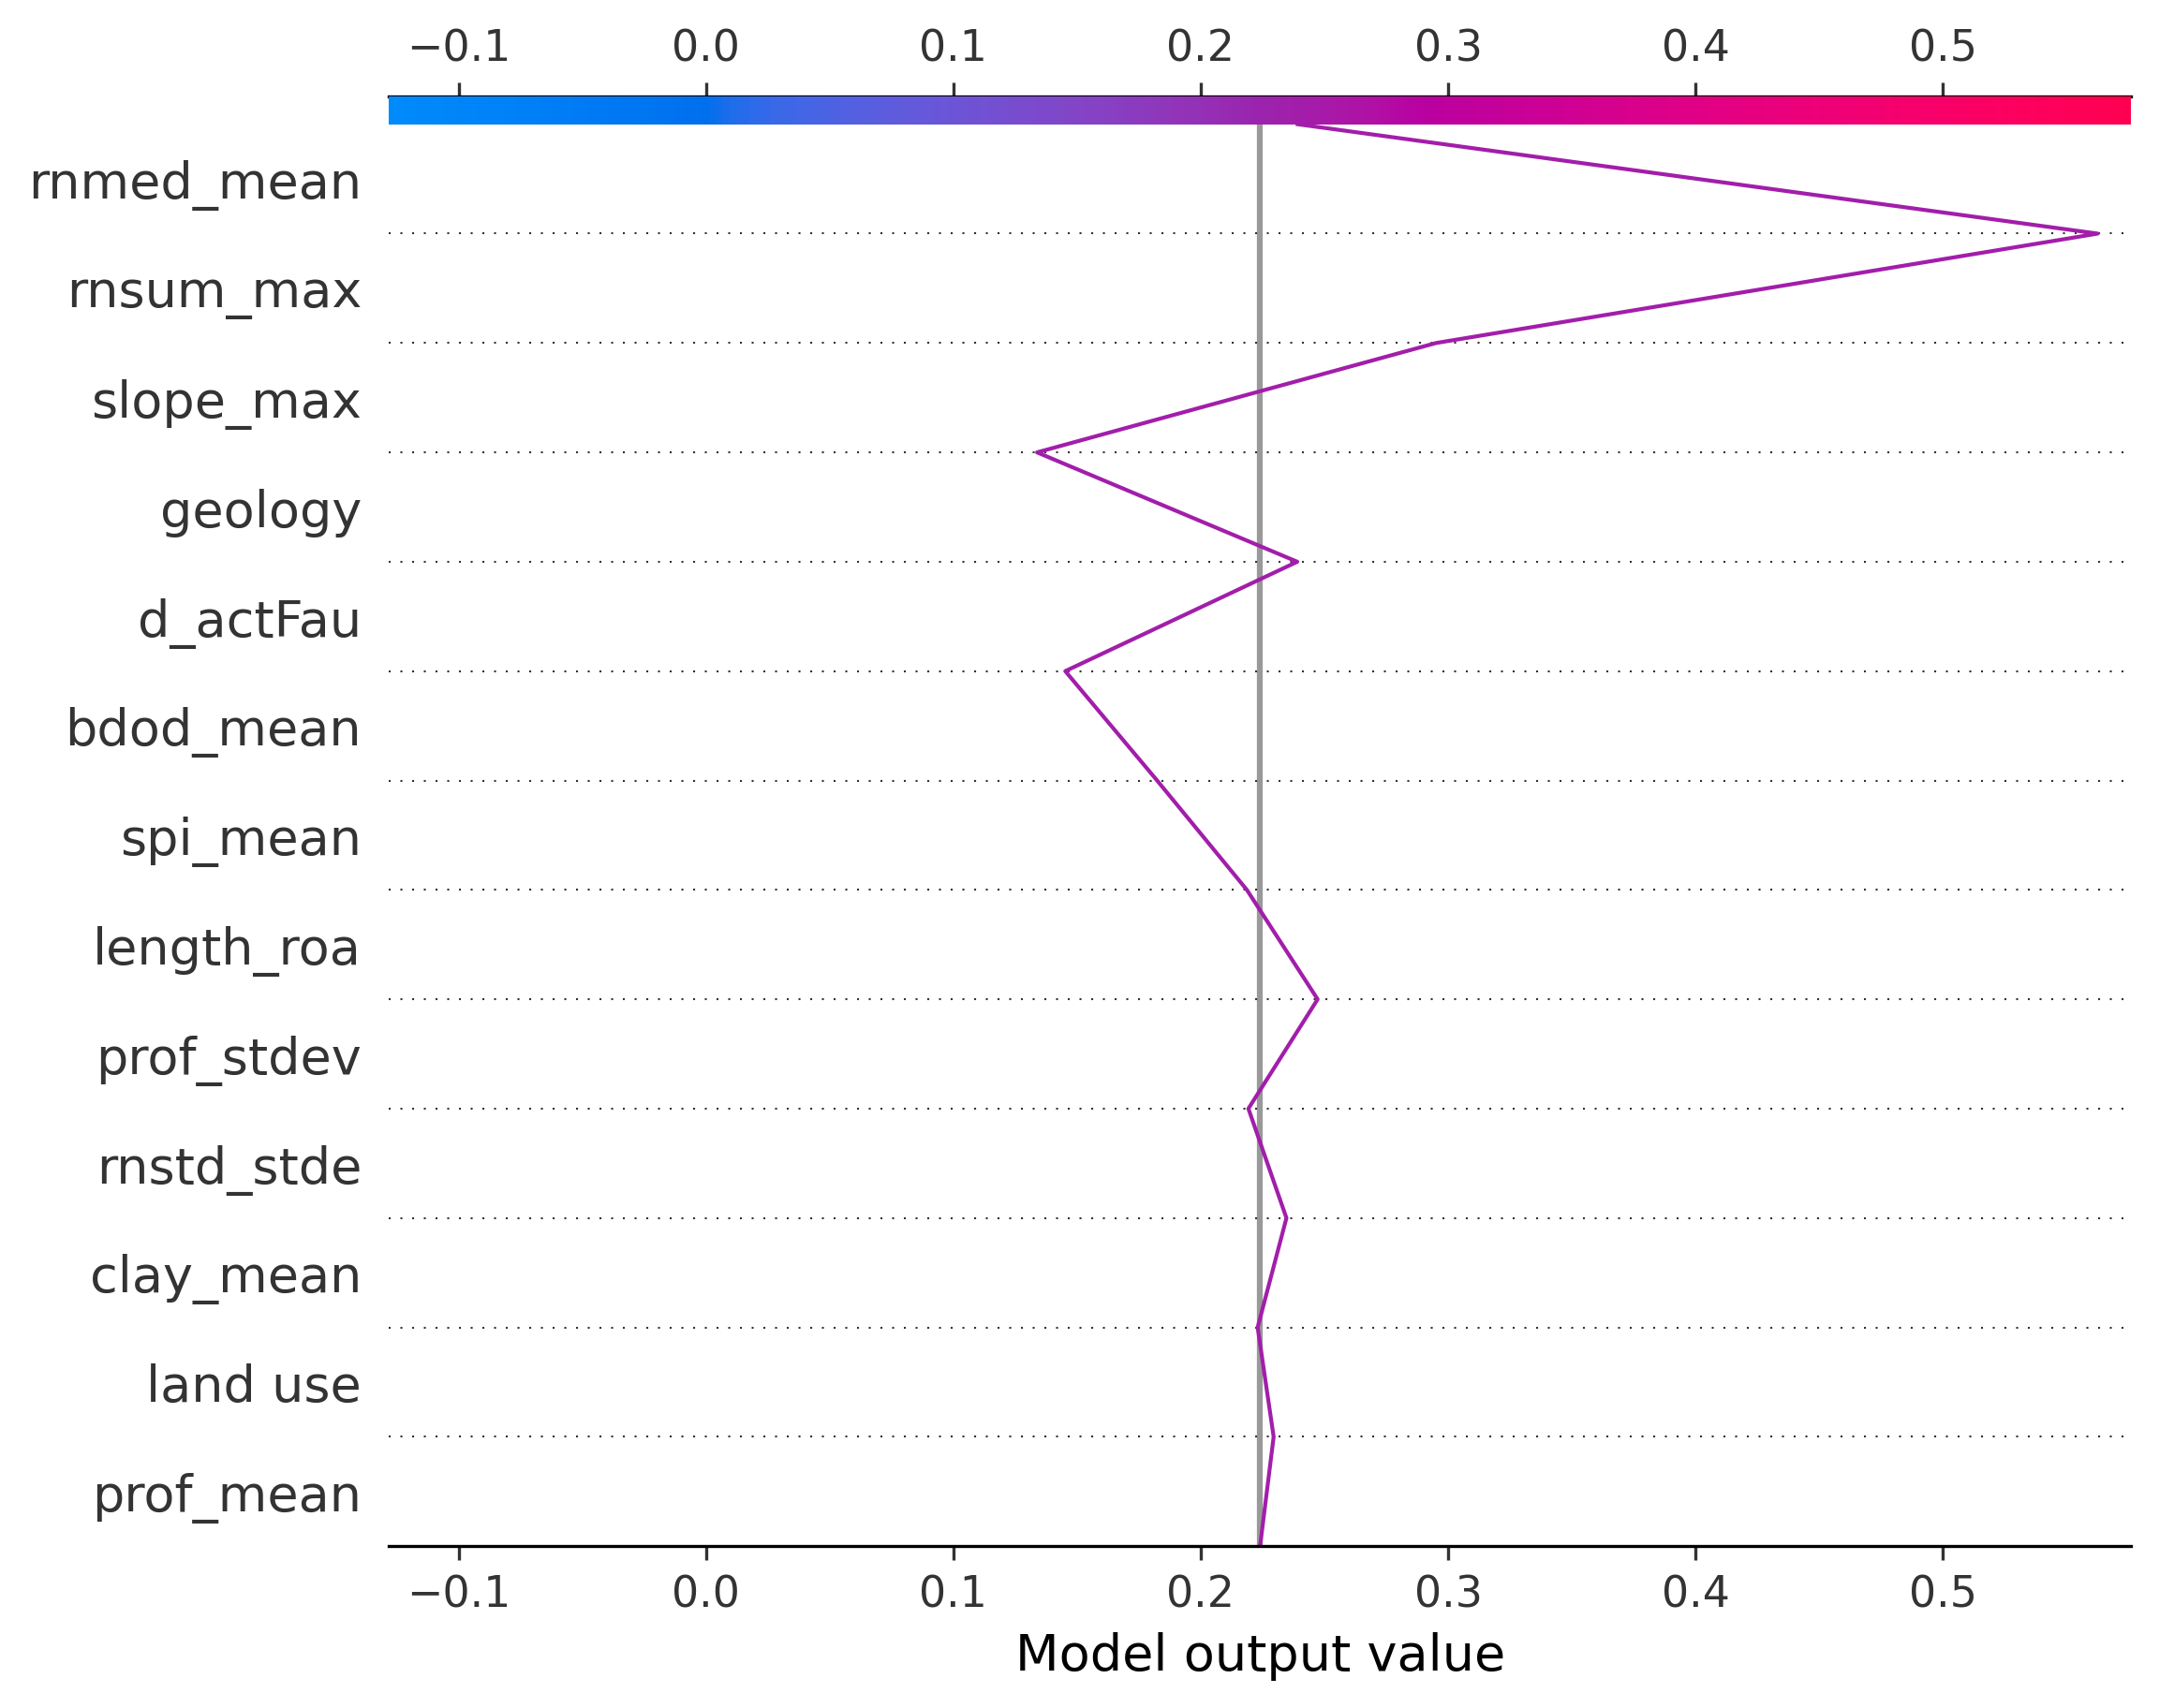 −0.1 0.0 0.1 0.2 0.3 0.4 0.5
rnmed_mean
rnsum_max
slope_max
geology
d_actFau
bdod_mean
spi_mean
length_roa
prof_stdev
rnstd_stde
clay_mean
land use
prof_mean
−0.1 0.0 0.1 0.2 0.3 0.4 0.5
Model output value